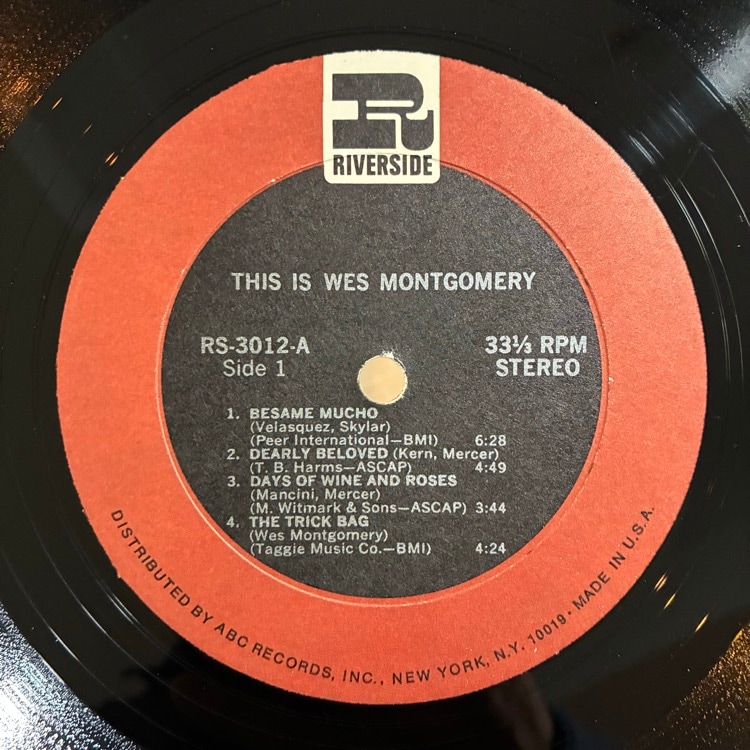 R
RIVERSIDE
THIS IS WES MONTGOMERY
RS-3012-A
Side 1
33⅓ RPM
STEREO
1. BESAME MUCHO
(Velasquez, Skylar)
(Peer International—BMI) 6:28
2. DEARLY BELOVED (Kern, Mercer)
(T. B. Harms—ASCAP) 4:49
3. DAYS OF WINE AND ROSES
(Mancini, Mercer)
(M. Witmark & Sons—ASCAP) 3:44
4. THE TRICK BAG
(Wes Montgomery)
(Taggie Music Co.—BMI) 4:24
DISTRIBUTED BY ABC RECORDS, INC., NEW YORK, N.Y. 10019 • MADE IN U.S.A.